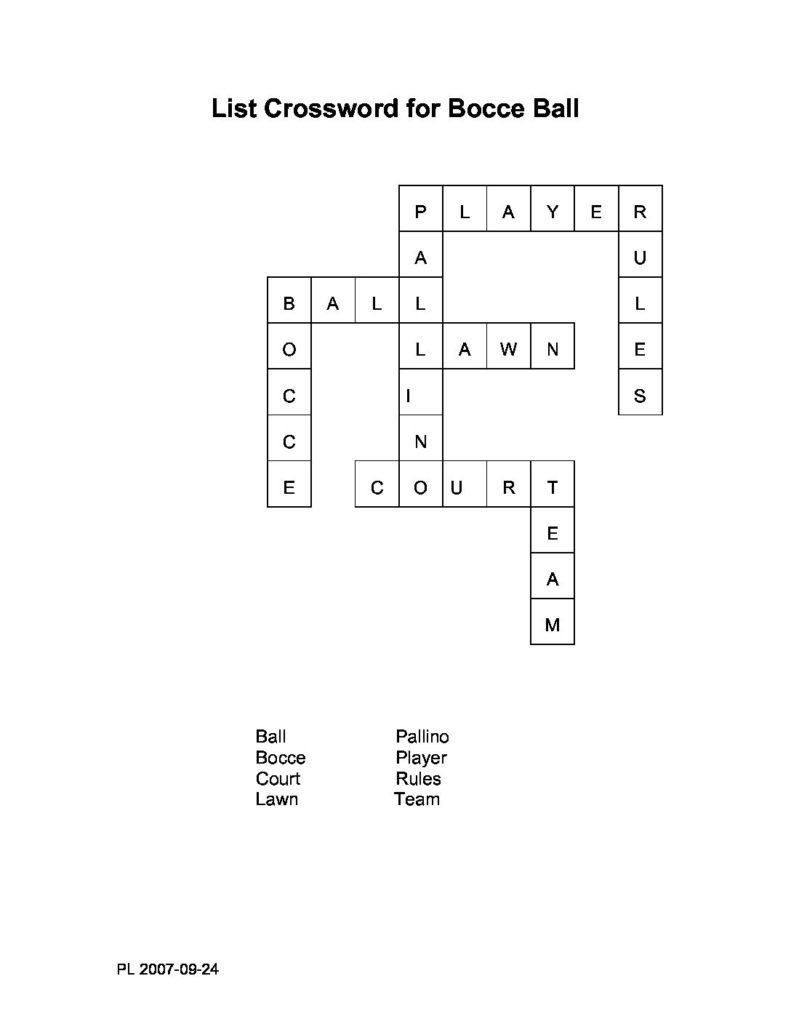 List Crossword for Bocce Ball
P L A Y E R
A U
B A L L L
O L A W N E
C I S
C N
E C O U R T
E
A
M
Ball Pallino
Bocce Player
Court Rules
Lawn Team
PL 2007-09-24